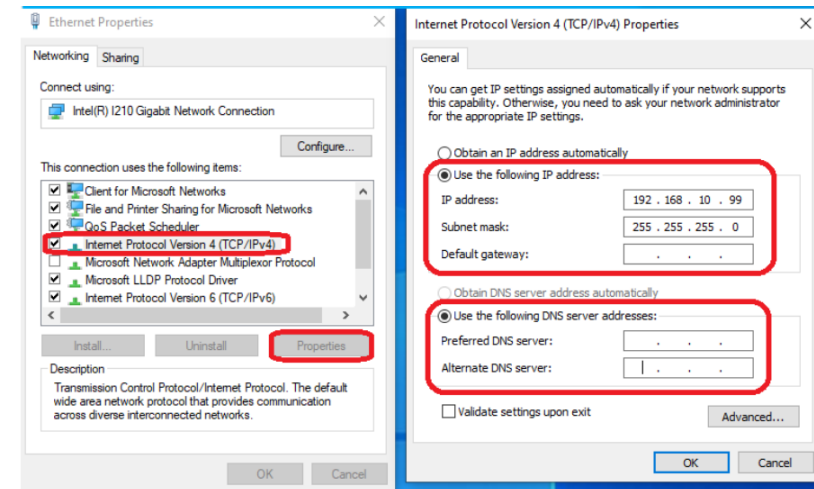 Ethernet Properties
Networking
Sharing
Connect using:
Intel(R) I210 Gigabit Network Connection
Configure...
This connection uses the following items:
Client for Microsoft Networks
File and Printer Sharing for Microsoft Networks
QoS Packet Scheduler
Internet Protocol Version 4 (TCP/IPv4)
Microsoft Network Adapter Multiplexor Protocol
Microsoft LLDP Protocol Driver
Internet Protocol Version 6 (TCP/IPv6)
Install...
Uninstall
Properties
Description
Transmission Control Protocol/Internet Protocol. The default
wide area network protocol that provides communication
across diverse interconnected networks.
OK
Cancel
Internet Protocol Version 4 (TCP/IPv4) Properties
General
You can get IP settings assigned automatically if your network supports
this capability. Otherwise, you need to ask your network administrator
for the appropriate IP settings.
Obtain an IP address automatically
Use the following IP address:
IP address: 192 . 168 . 10 . 99
Subnet mask: 255 . 255 . 255 . 0
Default gateway: . . .
Obtain DNS server address automatically
Use the following DNS server addresses:
Preferred DNS server: . . .
Alternate DNS server: . . .
Validate settings upon exit
Advanced...
OK
Cancel